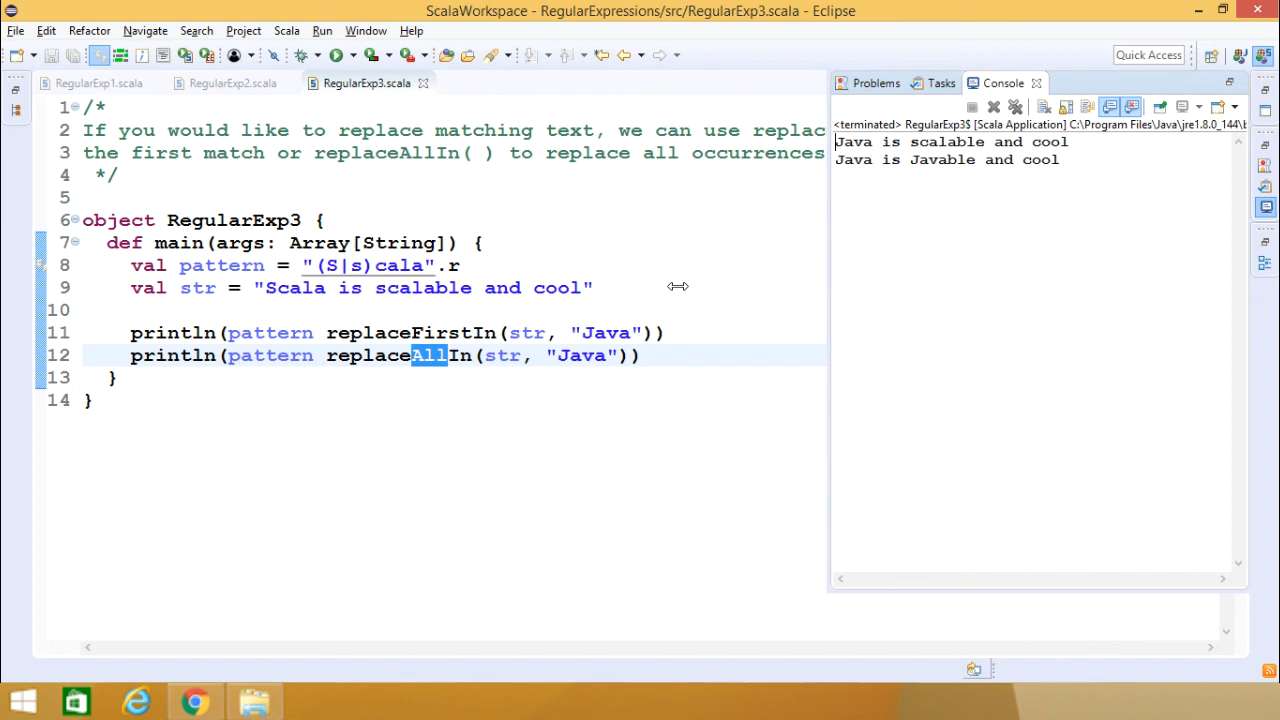 ScalaWorkspace - RegularExpressions/src/RegularExp3.scala - Eclipse
File Edit Refactor Navigate Search Project Scala Run Window Help
Quick Access
RegularExp1.scala RegularExp2.scala RegularExp3.scala
1 /*
2 If you would like to replace matching text, we can use replac
3 the first match or replaceAllIn( ) to replace all occurrences
4 */
5
6 object RegularExp3 {
7 def main(args: Array[String]) {
8 val pattern = "(S|s)cala".r
9 val str = "Scala is scalable and cool"
10
11 println(pattern replaceFirstIn(str, "Java"))
12 println(pattern replaceAllIn(str, "Java"))
13 }
14 }
Problems Tasks Console
<terminated> RegularExp3$ [Scala Application] C:\Program Files\Java\jre1.8.0_144\b
Java is scalable and cool
Java is Javable and cool